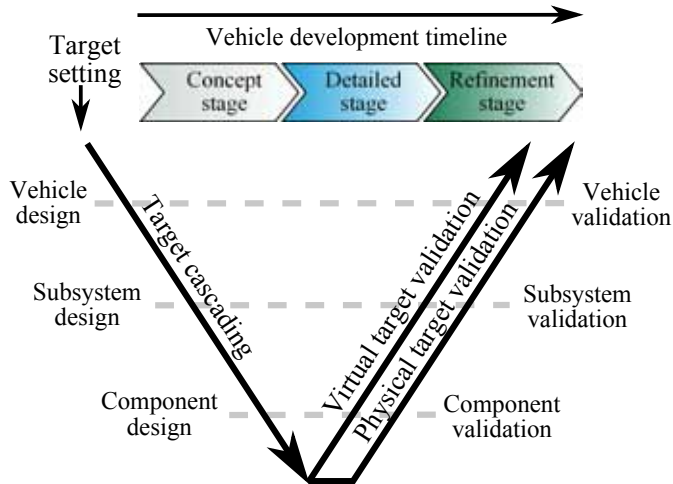 Vehicle development timeline
Target
setting
Concept
stage
Detailed
stage
Refinement
stage
Vehicle
design
Target cascading
Virtual target validation
Physical target validation
Vehicle
validation
Subsystem
design
Subsystem
validation
Component
design
Component
validation